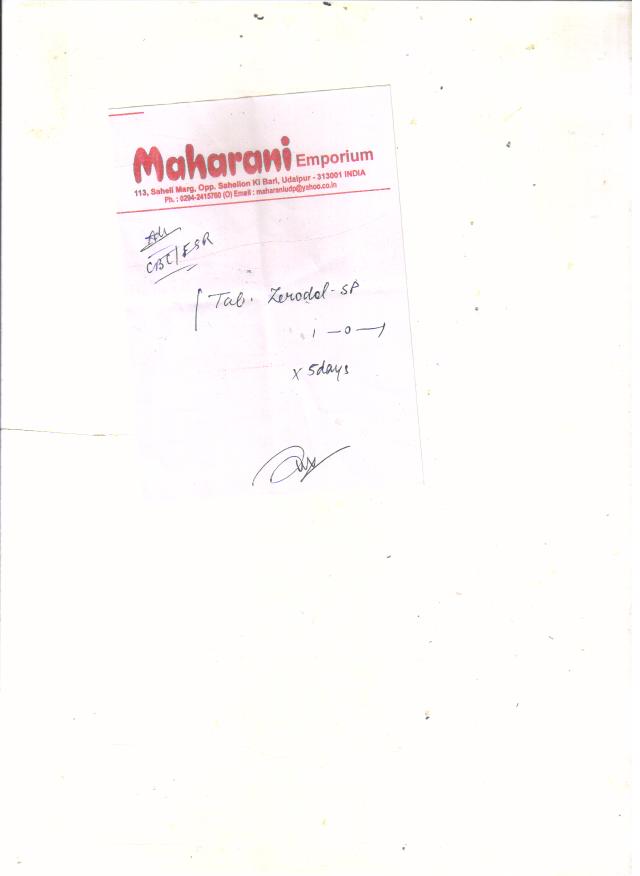 Maharani Emporium
113, Saheli Marg, Opp. Sahelion Ki Bari, Udaipur - 313001 INDIA
Ph. : 0294-2415760 (O) Email : maharaniudp@yahoo.co.in
CBC/ESR
Tab. Zerodol-SP
1 — 0 — 1
x 5days